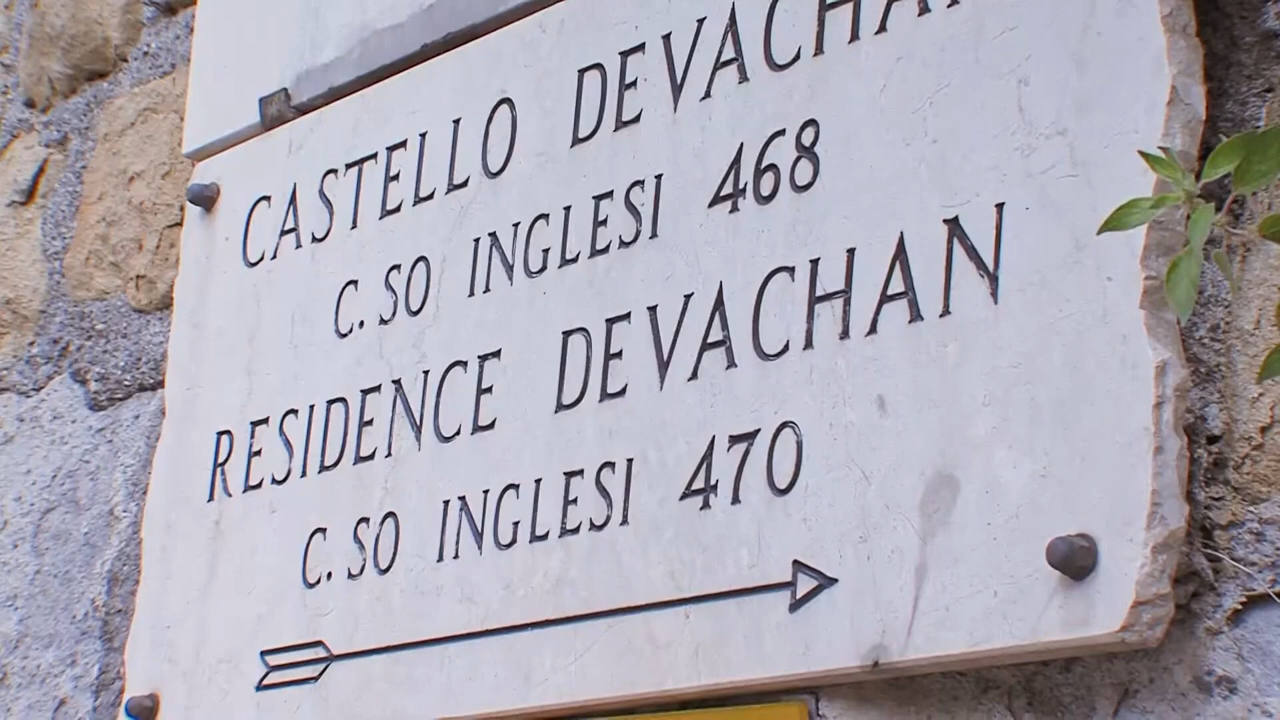 CASTELLO DEVACHAN
C. SO INGLESI 468
RESIDENCE DEVACHAN
C. SO INGLESI 470